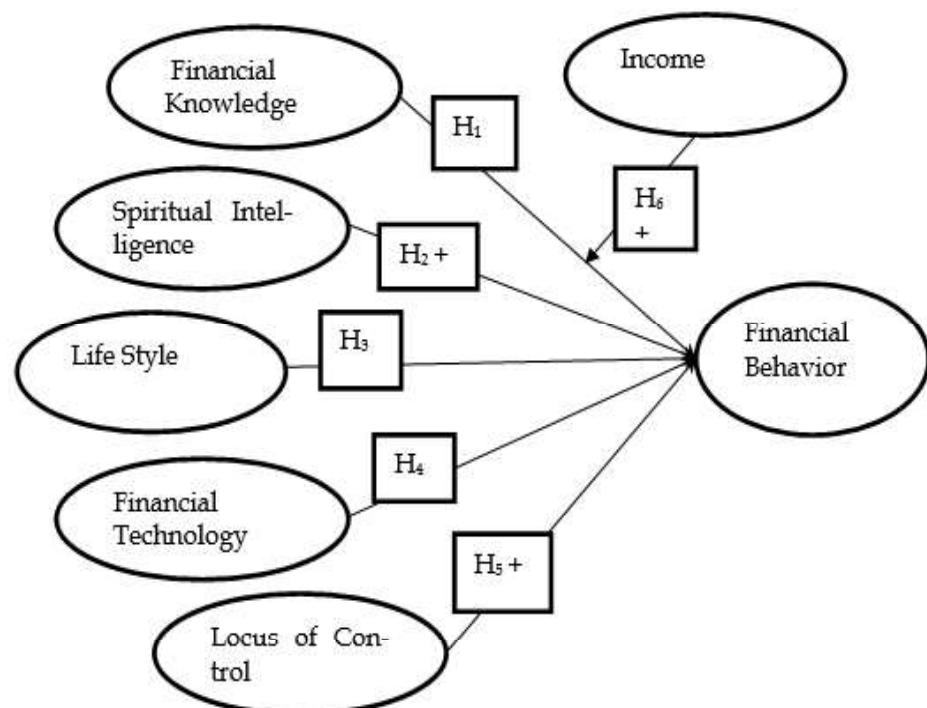 Financial
Knowledge
Income
H₁
H₆
+
Spiritual Intel-
ligence
H₂ +
Life Style
H₃
Financial
Behavior
H₄
Financial
Technology
H₅ +
Locus of Con-
trol